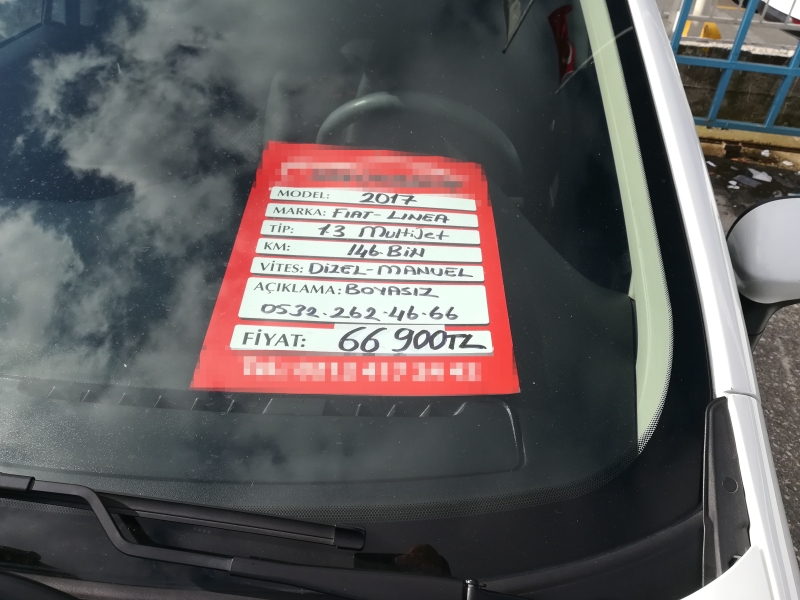 MODEL: 2017
MARKA: FIAT-LINEA
TİP: 1.3 MultiJet
KM: 146.BİN
VİTES: DİZEL-MANUEL
AÇIKLAMA: BOYASIZ
0532.262.46.66
FİYAT: 66 900TL